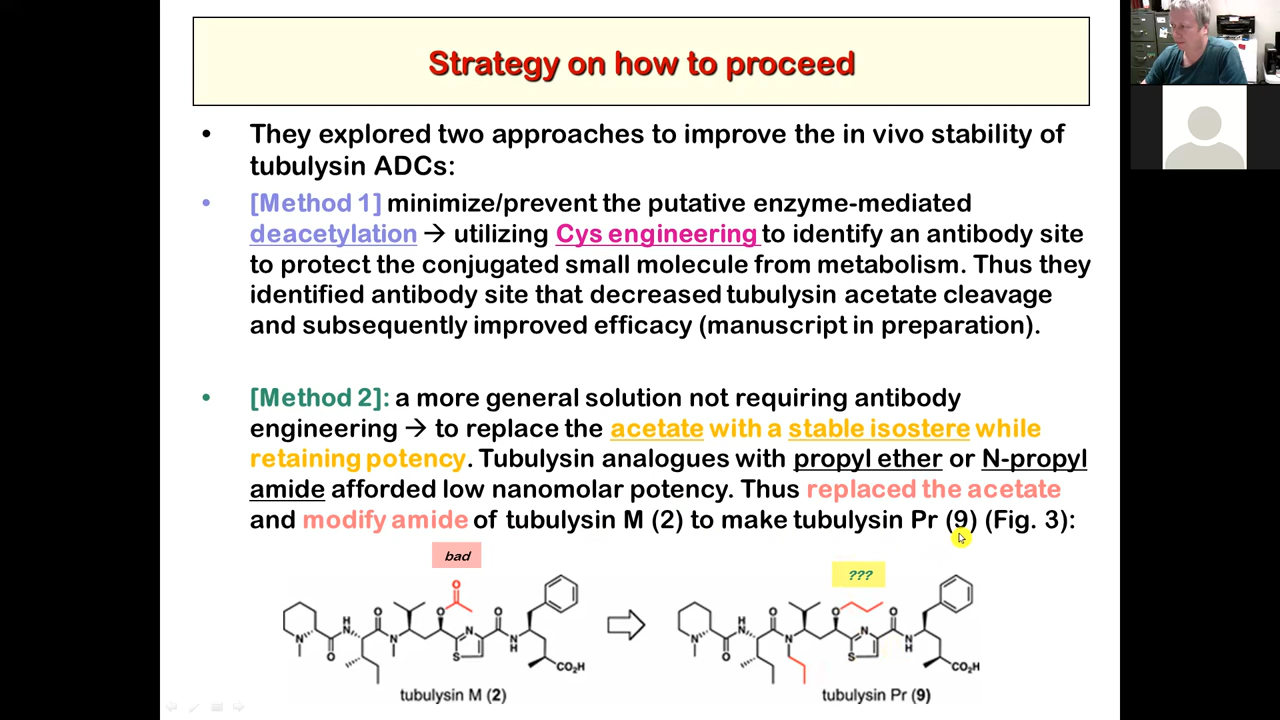 Strategy on how to proceed
• They explored two approaches to improve the in vivo stability of
tubulysin ADCs:
• [Method 1] minimize/prevent the putative enzyme-mediated
deacetylation → utilizing Cys engineering to identify an antibody site
to protect the conjugated small molecule from metabolism. Thus they
identified antibody site that decreased tubulysin acetate cleavage
and subsequently improved efficacy (manuscript in preparation).
• [Method 2]: a more general solution not requiring antibody
engineering → to replace the acetate with a stable isostere while
retaining potency. Tubulysin analogues with propyl ether or N-propyl
amide afforded low nanomolar potency. Thus replaced the acetate
and modify amide of tubulysin M (2) to make tubulysin Pr (9) (Fig. 3):
bad
???
O
O
H
N
O
N
O
N
S
O
N
H
CO₂H
N
O
H
N
O
N
O
N
S
O
N
H
CO₂H
tubulysin M (2)
tubulysin Pr (9)